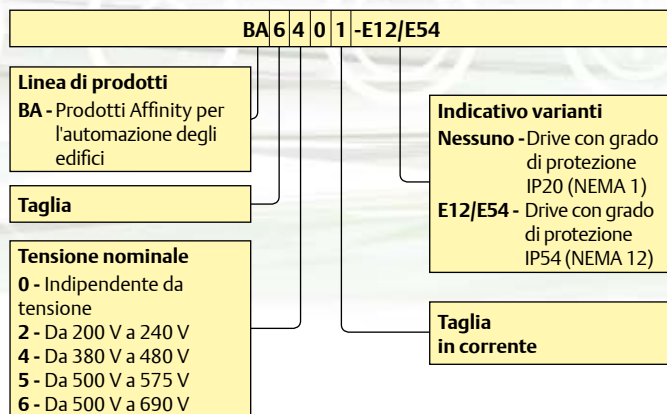 BA 6 4 0 1 -E12/E54
Linea di prodotti
BA - Prodotti Affinity per
l'automazione degli
edifici
Taglia
Tensione nominale
0 - Indipendente da
tensione
2 - Da 200 V a 240 V
4 - Da 380 V a 480 V
5 - Da 500 V a 575 V
6 - Da 500 V a 690 V
Indicativo varianti
Nessuno - Drive con grado
di protezione
IP20 (NEMA 1)
E12/E54 - Drive con grado
di protezione
IP54 (NEMA 12)
Taglia
in corrente